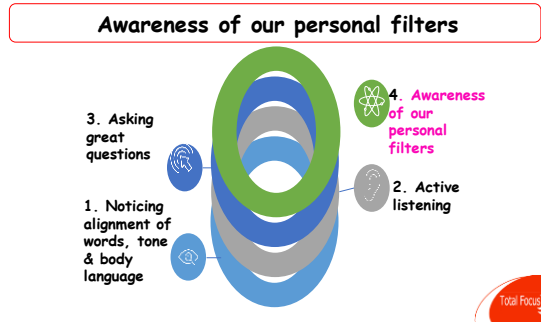 Awareness of our personal filters
3. Asking
great
questions
4. Awareness
of our
personal
filters
1. Noticing
alignment of
words, tone
& body
language
2. Active
listening
Total Focus